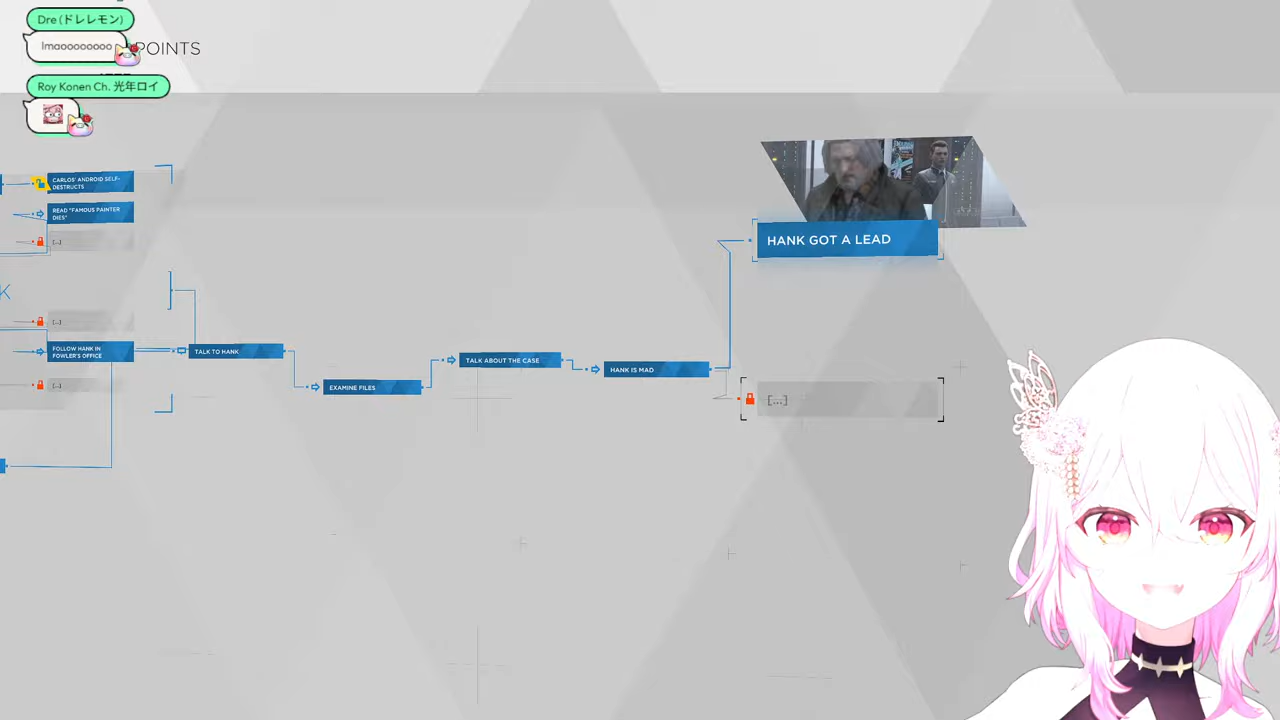 Dre (ドレレモン)
lmaooooooooo
POINTS
Roy Konen Ch. 光年ロイ
CARLOS' ANDROID SELF-
DESTRUCTS
READ "FAMOUS PAINTER
DIES"
[...]
HANK GOT A LEAD
K
[...]
FOLLOW HANK IN
FOWLER'S OFFICE
TALK TO HANK
[...]
EXAMINE FILES
TALK ABOUT THE CASE
HANK IS MAD
[...]